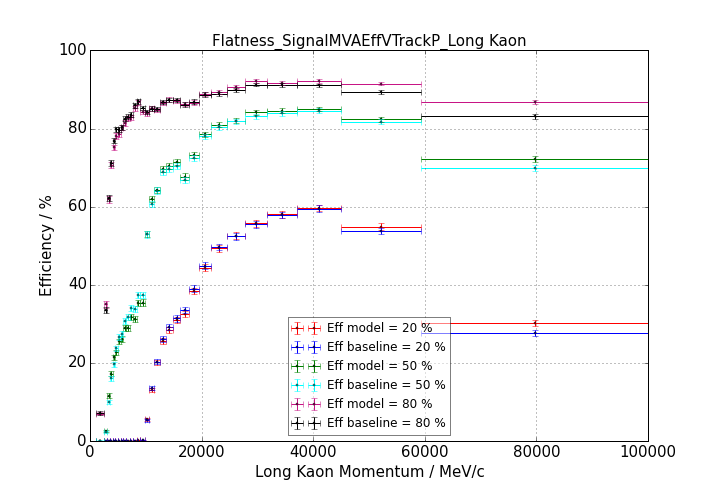 Flatness_SignalMVAEffVTrackP_Long Kaon
100
80
60
40
20
0
Efficiency / %
Eff model = 20 %
Eff baseline = 20 %
Eff model = 50 %
Eff baseline = 50 %
Eff model = 80 %
Eff baseline = 80 %
0 20000 40000 60000 80000 100000
Long Kaon Momentum / MeV/c